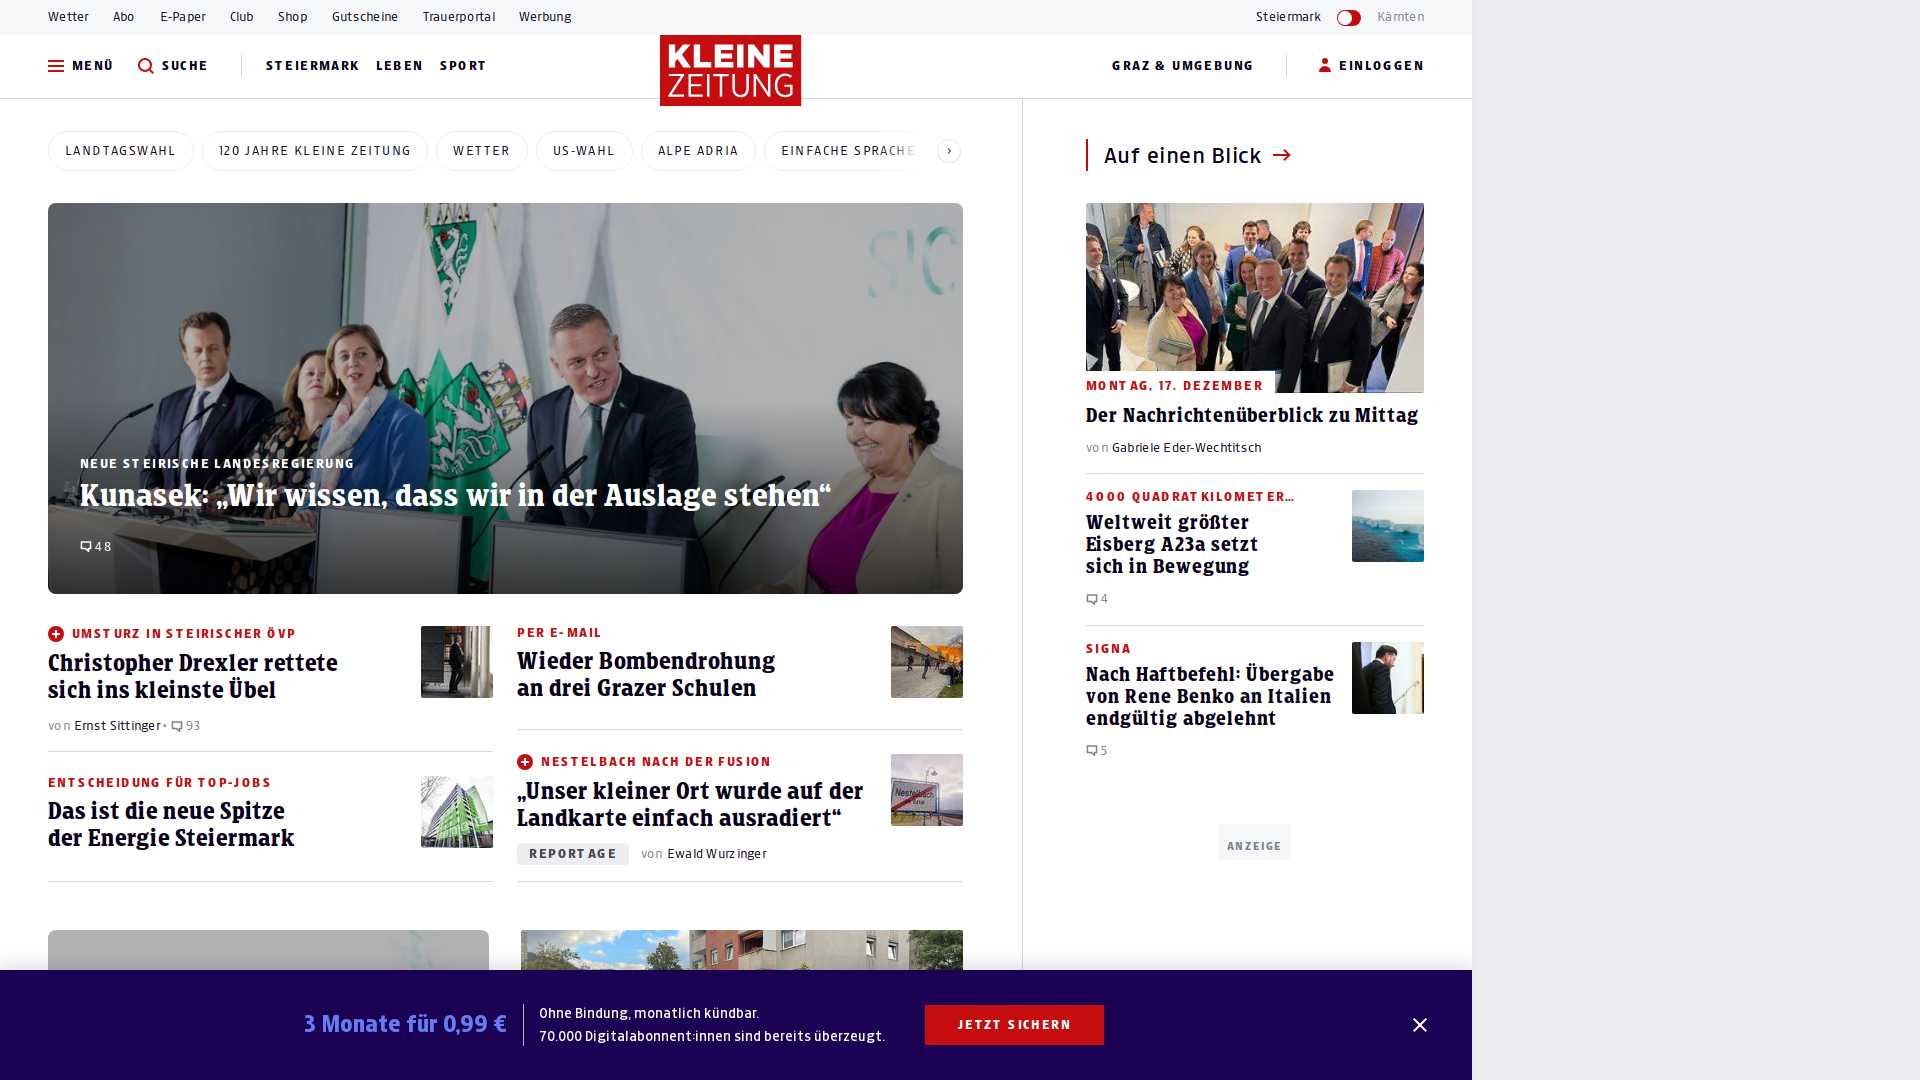 Wetter Abo E-Paper Club Shop Gutscheine Trauerportal Werbung Steiermark Kärnten
MENÜ SUCHE STEIERMARK LEBEN SPORT KLEINE ZEITUNG GRAZ & UMGEBUNG EINLOGGEN
LANDTAGSWAHL 120 JAHRE KLEINE ZEITUNG WETTER US-WAHL ALPE ADRIA EINFACHE SPRACHE
NEUE STEIRISCHE LANDESREGIERUNG
Kunasek: „Wir wissen, dass wir in der Auslage stehen“
48
UMSTURZ IN STEIRISCHER ÖVP
Christopher Drexler rettete
sich ins kleinste Übel
von Ernst Sittinger • 93
PER E-MAIL
Wieder Bombendrohung
an drei Grazer Schulen
ENTSCHEIDUNG FÜR TOP-JOBS
Das ist die neue Spitze
der Energie Steiermark
NESTELBACH NACH DER FUSION
„Unser kleiner Ort wurde auf der
Landkarte einfach ausradiert“
REPORTAGE von Ewald Wurzinger
Nestelbach
Auf einen Blick
MONTAG, 17. DEZEMBER
Der Nachrichtenüberblick zu Mittag
von Gabriele Eder-Wechtitsch
4000 QUADRATKILOMETER…
Weltweit größter
Eisberg A23a setzt
sich in Bewegung
4
SIGNA
Nach Haftbefehl: Übergabe
von Rene Benko an Italien
endgültig abgelehnt
5
ANZEIGE
3 Monate für 0,99 €
Ohne Bindung, monatlich kündbar.
70.000 Digitalabonnent:innen sind bereits überzeugt.
JETZT SICHERN